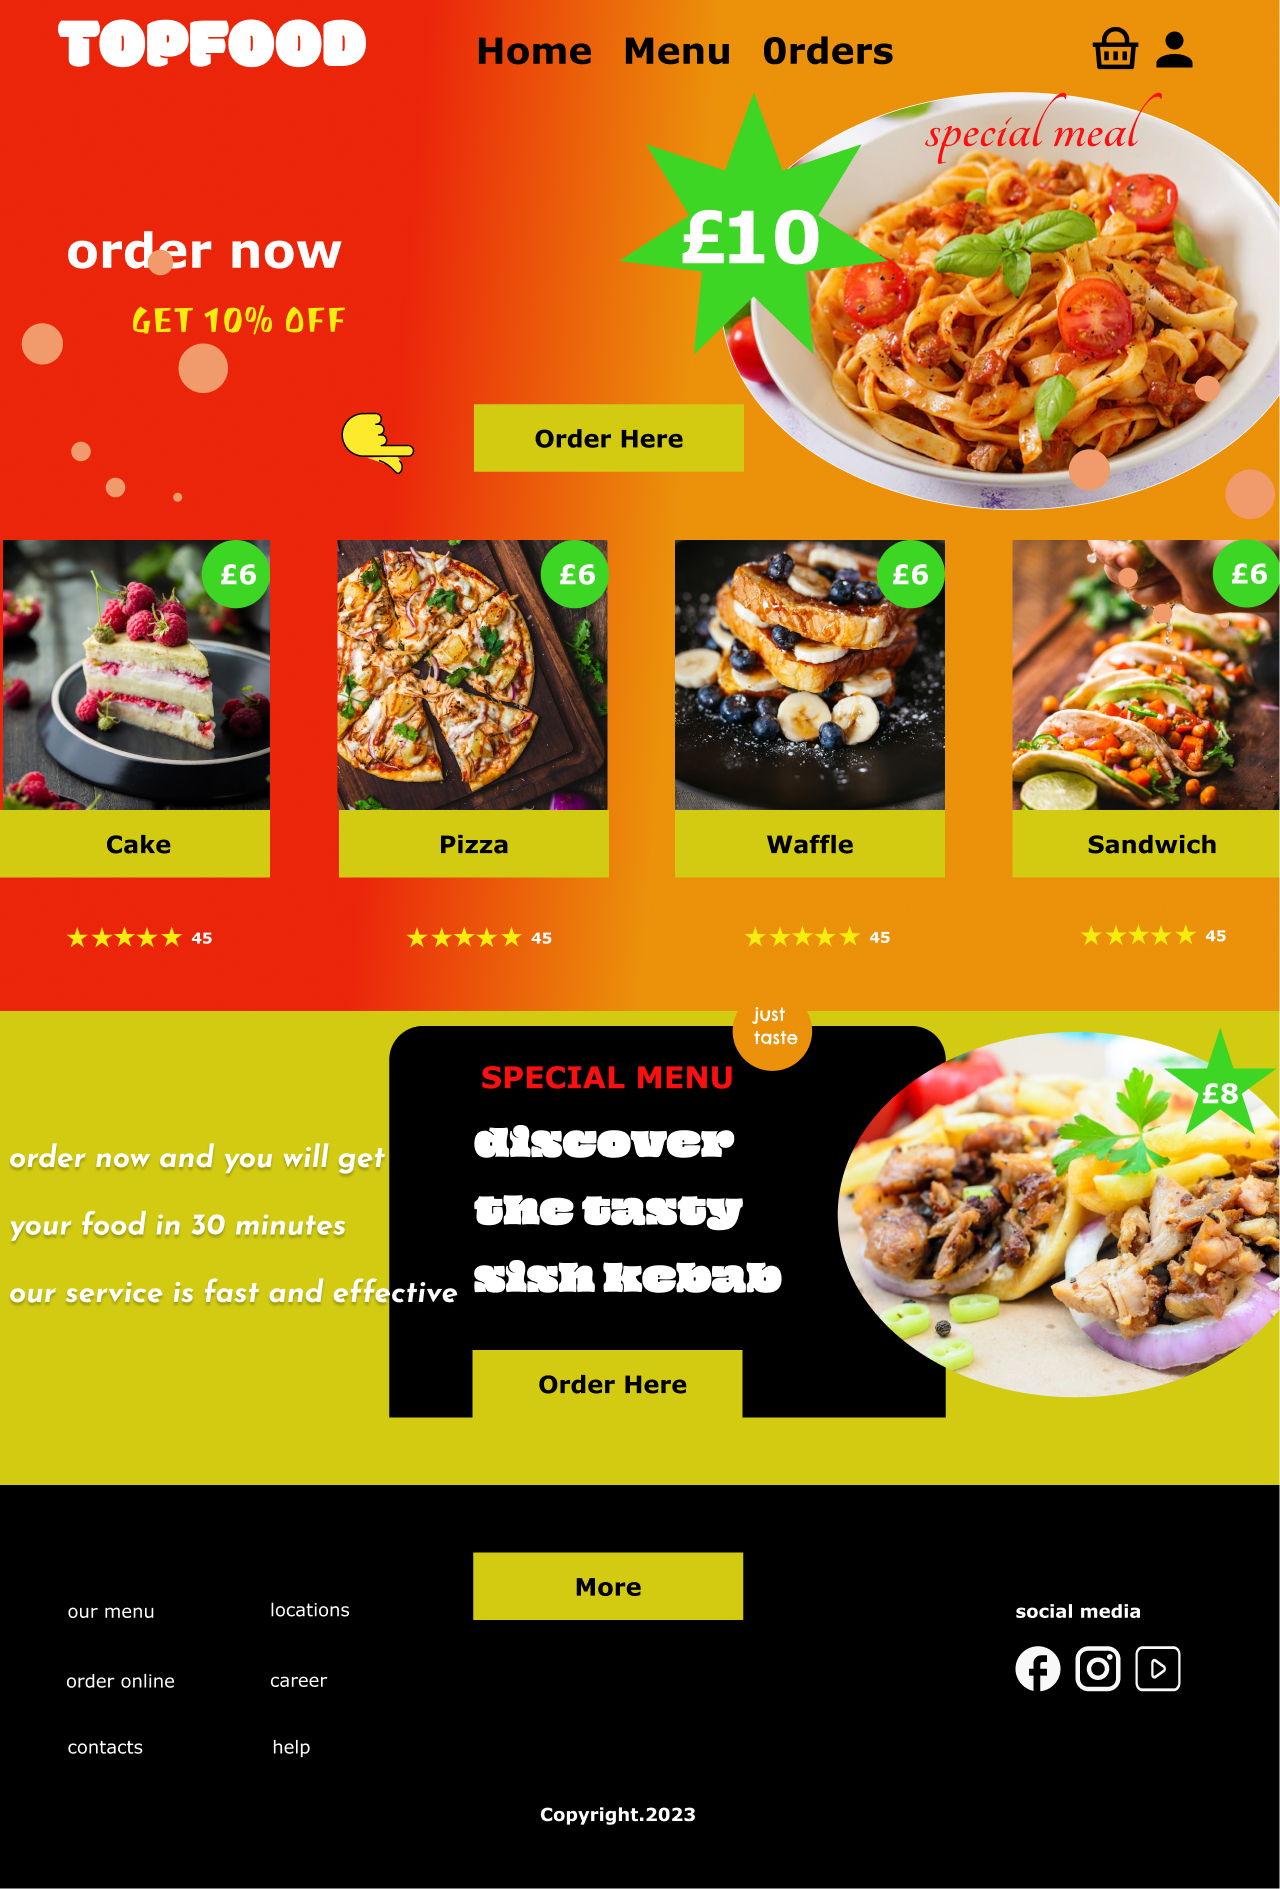 TOPFOOD
Home Menu 0rders
special meal
£10
order now
GET 10% OFF
Order Here
£6 £6 £6 £6
Cake Pizza Waffle Sandwich
45 45 45 45
just
taste
SPECIAL MENU
£8
discover
the tasty
sish kebab
order now and you will get
your food in 30 minutes
our service is fast and effective
Order Here
More
our menu
locations
social media
order online
career
contacts
help
Copyright.2023